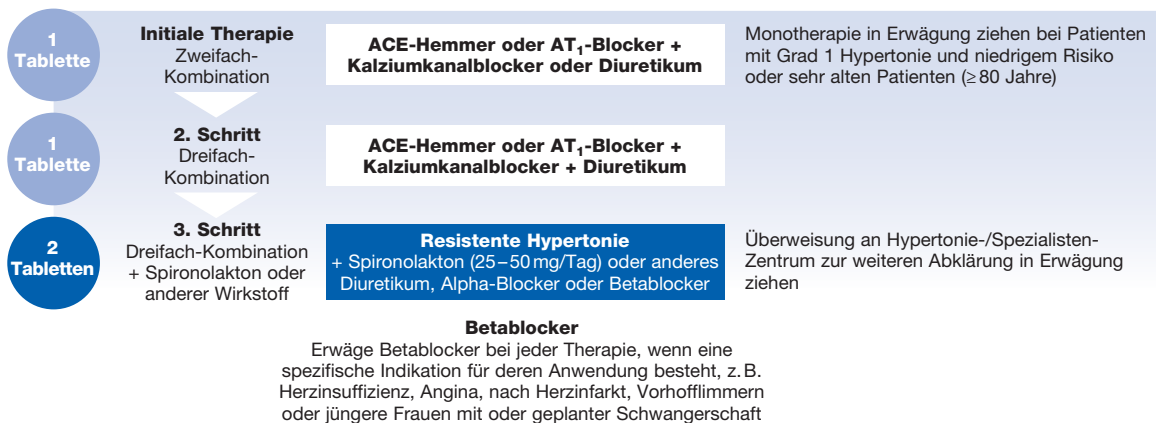 1
Tablette
Initiale Therapie
Zweifach-
Kombination
ACE-Hemmer oder AT₁-Blocker +
Kalziumkanalblocker oder Diuretikum
Monotherapie in Erwägung ziehen bei Patienten
mit Grad 1 Hypertonie und niedrigem Risiko
oder sehr alten Patienten (≥ 80 Jahre)
1
Tablette
2. Schritt
Dreifach-
Kombination
ACE-Hemmer oder AT₁-Blocker +
Kalziumkanalblocker + Diuretikum
2
Tabletten
3. Schritt
Dreifach-Kombination
+ Spironolakton oder
anderer Wirkstoff
Resistente Hypertonie
+ Spironolakton (25–50 mg/Tag) oder anderes
Diuretikum, Alpha-Blocker oder Betablocker
Überweisung an Hypertonie-/Spezialisten-
Zentrum zur weiteren Abklärung in Erwägung
ziehen
Betablocker
Erwäge Betablocker bei jeder Therapie, wenn eine
spezifische Indikation für deren Anwendung besteht, z. B.
Herzinsuffizienz, Angina, nach Herzinfarkt, Vorhofflimmern
oder jüngere Frauen mit oder geplanter Schwangerschaft